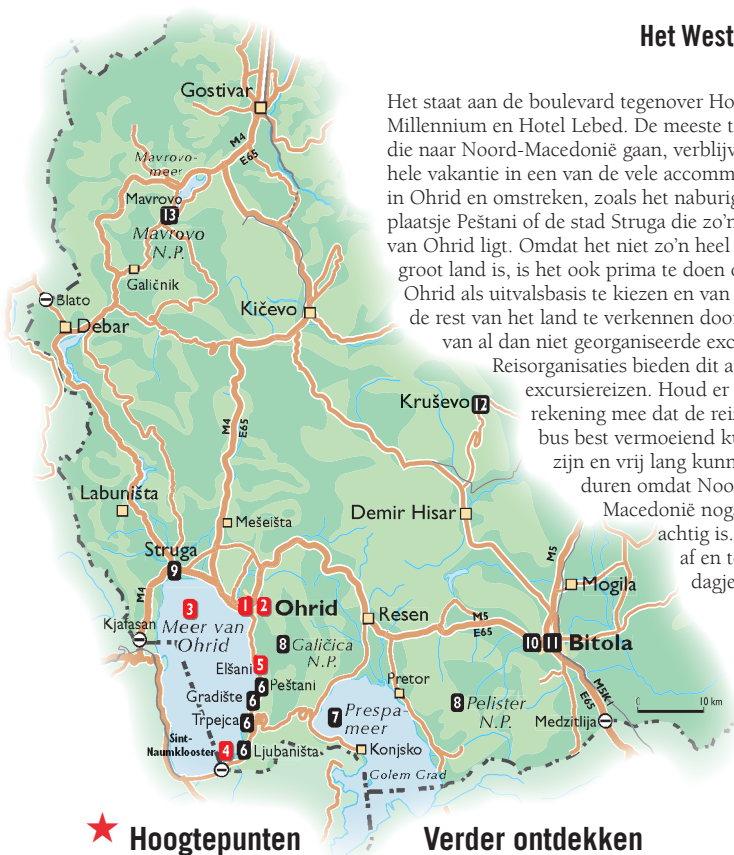 Het West
Het staat aan de boulevard tegenover Ho
Millennium en Hotel Lebed. De meeste t
die naar Noord-Macedonië gaan, verblijv
hele vakantie in een van de vele accomm
in Ohrid en omstreken, zoals het naburig
plaatsje Peštani of de stad Struga die zo’n
van Ohrid ligt. Omdat het niet zo’n heel
groot land is, is het ook prima te doen
Ohrid als uitvalsbasis te kiezen en van
de rest van het land te verkennen door
van al dan niet georganiseerde exc
Reisorganisaties bieden dit a
excursiereizen. Houd er
rekening mee dat de rei
bus best vermoeiend ku
zijn en vrij lang kunn
duren omdat Noo
Macedonië nog
achtig is.
af en t
dagje
Gostivar
M4
E65
Mavrovo-
meer
Mavrovo
13
Mavrovo
N.P.
Galičnik
Blato
Debar
Kičevo
Kruševo 12
M4
E65
Labuništa
Mešeišta
Demir Hisar
M5
Struga
9
Mogila
M4
3
1 2 Ohrid
Resen
M5
E65
Kjafasan
Meer van
Ohrid
8 Galičica
N.P.
10 11 Bitola
Elšani 5
6 Peštani
Pretor
M5K1
E65
Gradište 6
8 Pelister
N.P.
0 10 km
Trpejca 6
7 Prespa-
meer
Medzitlija
Sint-
Naumklooster 4 6 Ljubaništa
Konjsko
Golem Grad
Hoogtepunten
Verder ontdekken